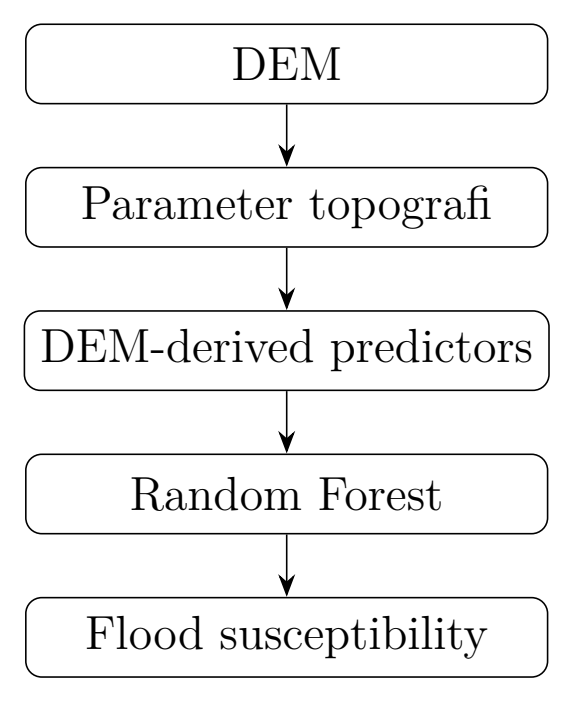 DEM
Parameter topografi
DEM-derived predictors
Random Forest
Flood susceptibility